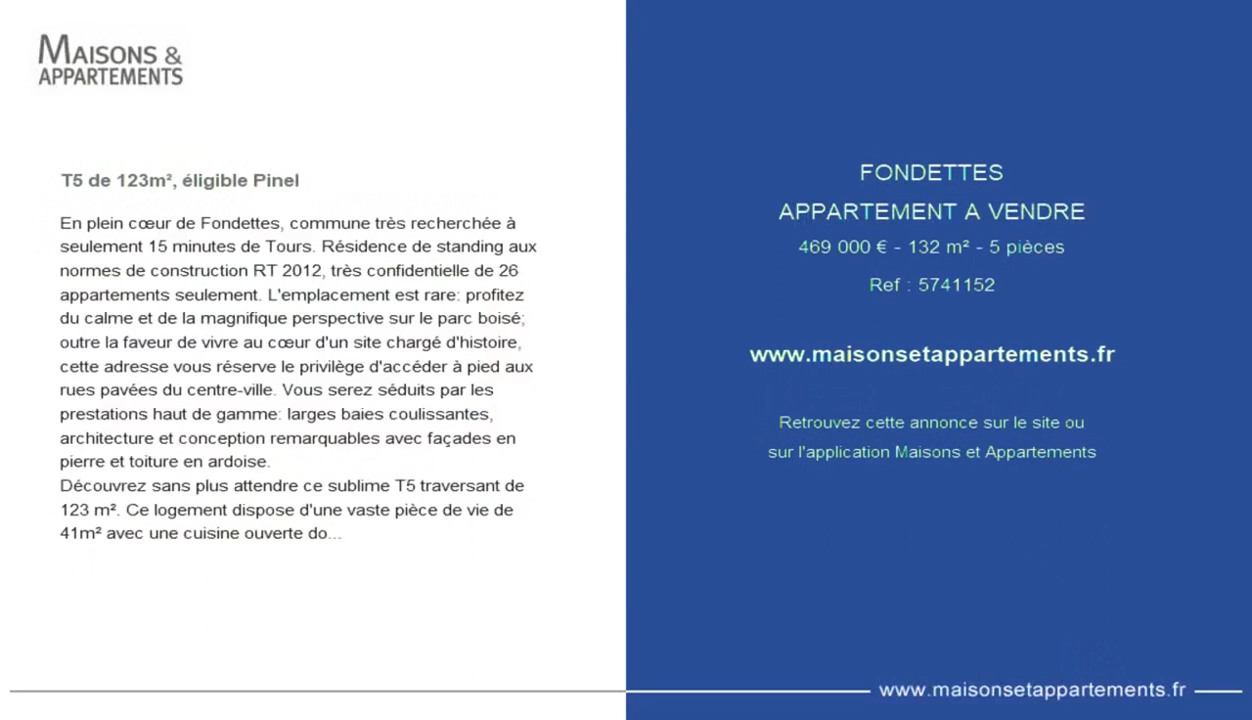 MAISONS &
APPARTEMENTS
T5 de 123m², éligible Pinel
En plein cœur de Fondettes, commune très recherchée à
seulement 15 minutes de Tours. Résidence de standing aux
normes de construction RT 2012, très confidentielle de 26
appartements seulement. L'emplacement est rare: profitez
du calme et de la magnifique perspective sur le parc boisé;
outre la faveur de vivre au cœur d'un site chargé d'histoire,
cette adresse vous réserve le privilège d'accéder à pied aux
rues pavées du centre-ville. Vous serez séduits par les
prestations haut de gamme: larges baies coulissantes,
architecture et conception remarquables avec façades en
pierre et toiture en ardoise.
Découvrez sans plus attendre ce sublime T5 traversant de
123 m². Ce logement dispose d'une vaste pièce de vie de
41m² avec une cuisine ouverte do...
FONDETTES
APPARTEMENT A VENDRE
469 000 € - 132 m² - 5 pièces
Ref : 5741152
www.maisonsetappartements.fr
Retrouvez cette annonce sur le site ou
sur l'application Maisons et Appartements
www.maisonsetappartements.fr